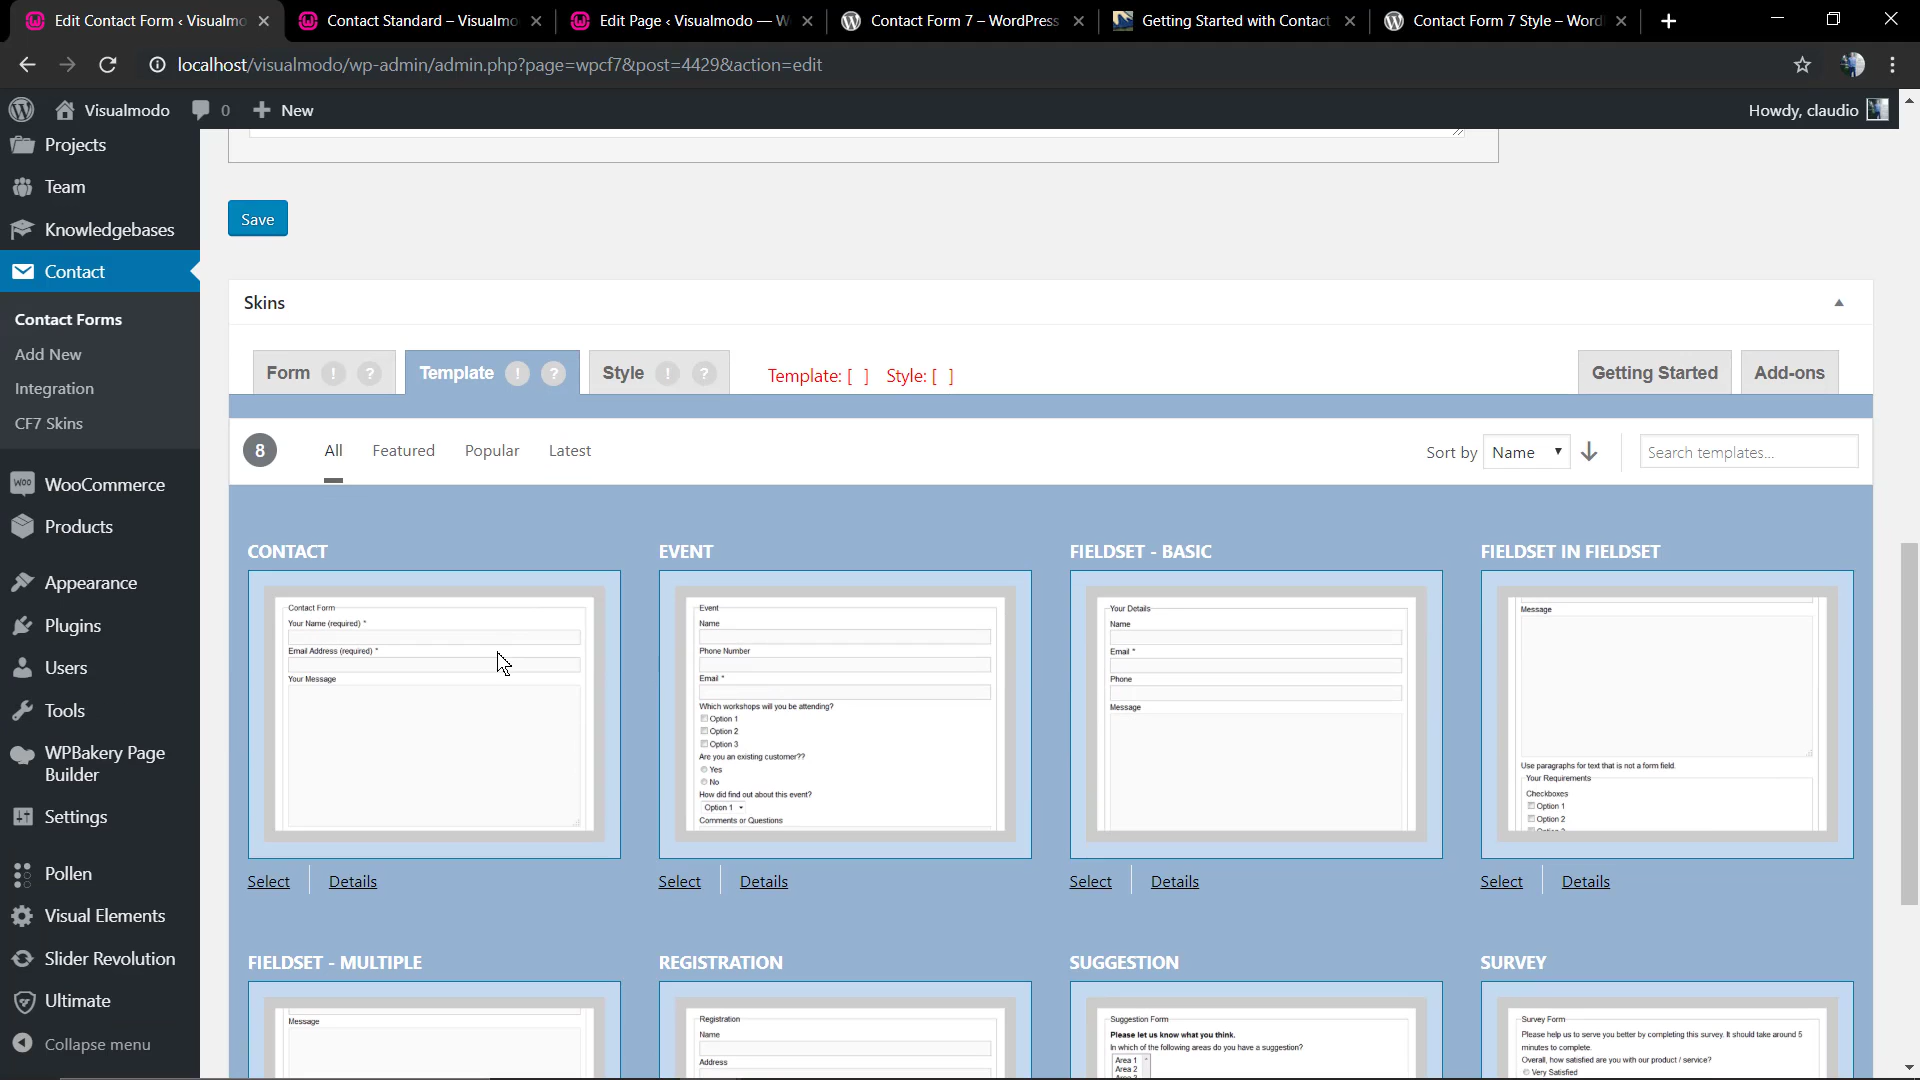 Edit Contact Form ‹ Visualmo
Contact Standard – Visualmo
Edit Page ‹ Visualmodo — W
Contact Form 7 – WordPress
Getting Started with Contact
Contact Form 7 Style – Word
localhost/visualmodo/wp-admin/admin.php?page=wpcf7&post=4429&action=edit
Visualmodo
0
New
Howdy, claudio
Projects
Team
Knowledgebases
Contact
Contact Forms
Add New
Integration
CF7 Skins
WooCommerce
Products
Appearance
Plugins
Users
Tools
WPBakery Page
Builder
Settings
Pollen
Visual Elements
Slider Revolution
Ultimate
Collapse menu
Save
Skins
Form ! ?
Template ! ?
Style ! ?
Template: [ ] Style: [ ]
Getting Started
Add-ons
8
All
Featured
Popular
Latest
Sort by Name
Search templates...
CONTACT
Contact Form
Your Name (required) *
Email Address (required) *
Your Message
Select
Details
EVENT
Event
Name
Phone Number
Email *
Which workshops will you be attending?
Option 1
Option 2
Option 3
Are you an existing customer??
Yes
No
How did find out about this event?
Option 1
Comments or Questions
Select
Details
FIELDSET - BASIC
Your Details
Name
Email *
Phone
Message
Select
Details
FIELDSET IN FIELDSET
Message
Use paragraphs for text that is not a form field.
Your Requirements
Checkboxes
Option 1
Option 2
Select
Details
FIELDSET - MULTIPLE
Message
REGISTRATION
Registration
Name
Address
SUGGESTION
Suggestion Form
Please let us know what you think.
In which of the following areas do you have a suggestion?
Area 1
Area 2
SURVEY
Survey Form
Please help us to serve you better by completing this survey. It should take around 5
minutes to complete.
Overall, how satisfied are you with our product / service?
Very Satisfied